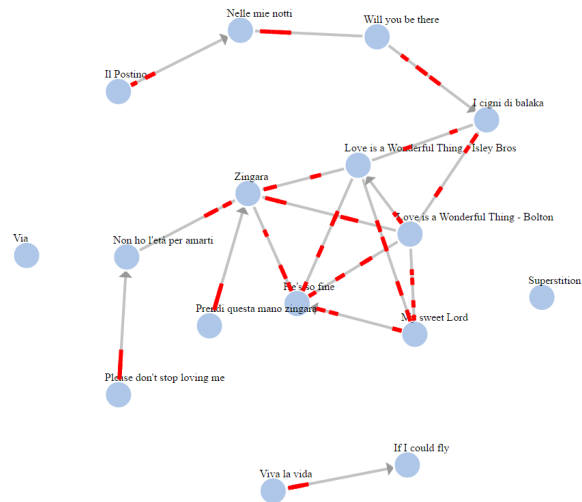 Nelle mie notti
Will you be there
Il Postino
I cigni di balaka
Love is a Wonderful Thing - Isley Bros
Zingara
Love is a Wonderful Thing - Bolton
Via
Non ho l'età per amarti
He's so fine
Superstition
Prendi questa mano zingara
My sweet Lord
Please don't stop loving me
If I could fly
Viva la vida